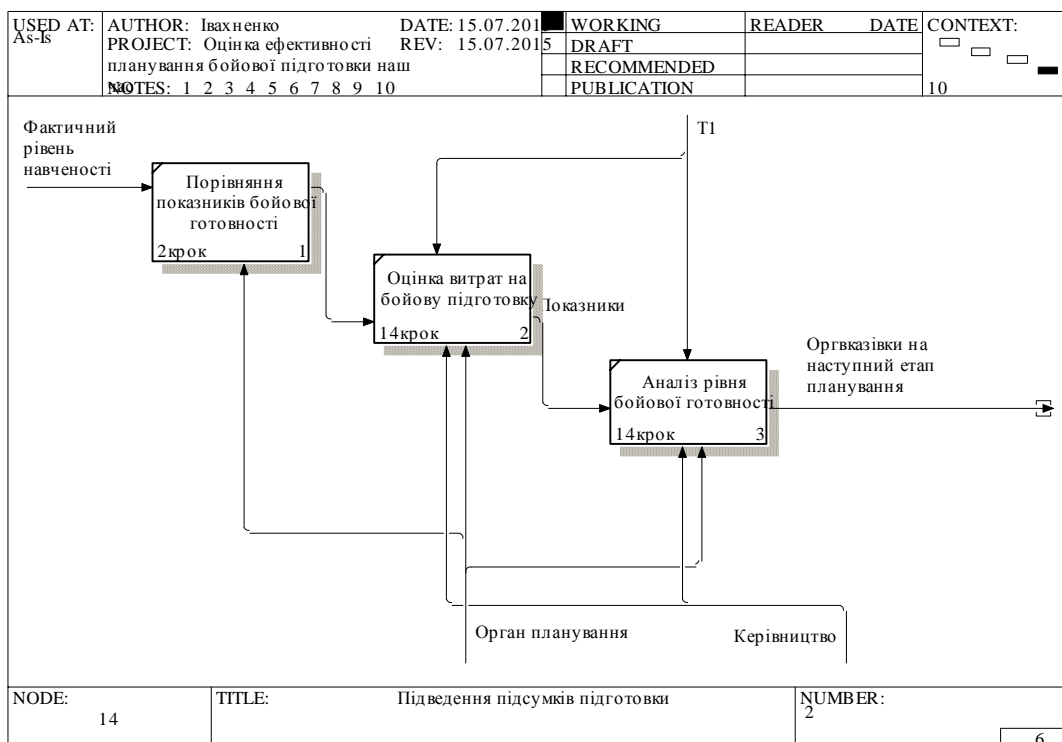 USED AT: AUTHOR: Івахненко DATE: 15.07.2015 WORKING READER DATE CONTEXT:
As-Is PROJECT: Оцінка ефективності REV: 15.07.2015 DRAFT
планування бойової підготовки наш RECOMMENDED
NOTES: 1 2 3 4 5 6 7 8 9 10 PUBLICATION 10
Фактичний
рівень
навченості
T1
Порівняння
показників бойової
готовності
2крок 1
Оцінка витрат на
бойову підготовку
14крок 2
Показники
Аналіз рівня
бойової готовності
14крок 3
Оргвказівки на
наступний етап
планування
Орган планування
Керівництво
NODE: TITLE: Підведення підсумків підготовки NUMBER:
14 2
6